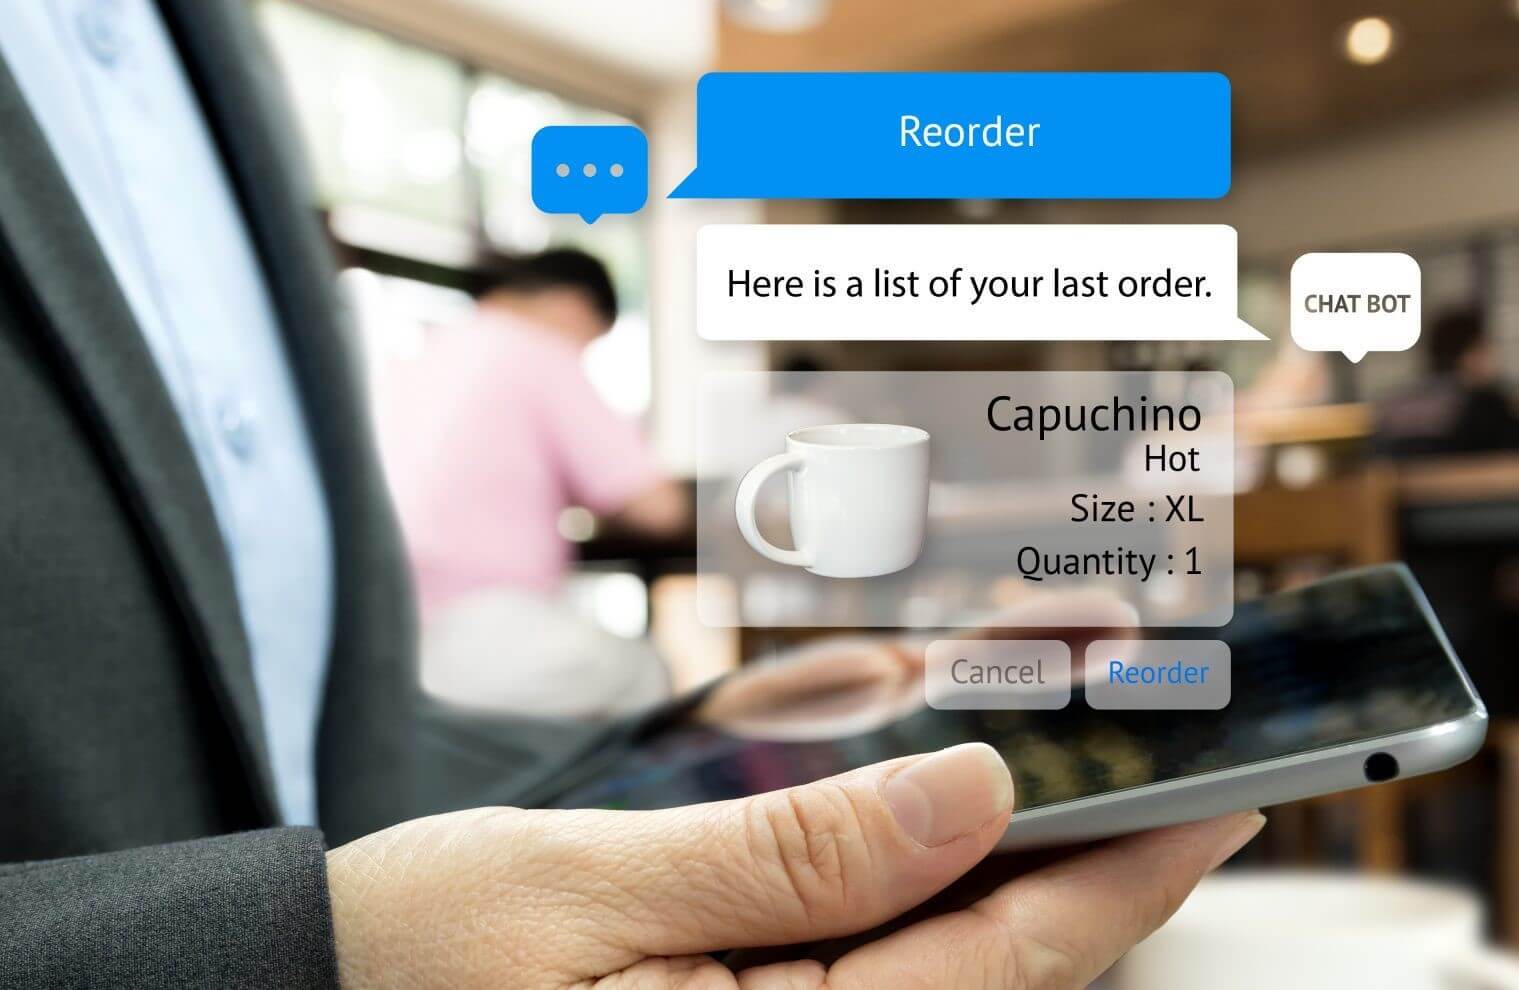 Reorder
Here is a list of your last order.
CHAT BOT
Capuchino
Hot
Size : XL
Quantity : 1
Cancel
Reorder